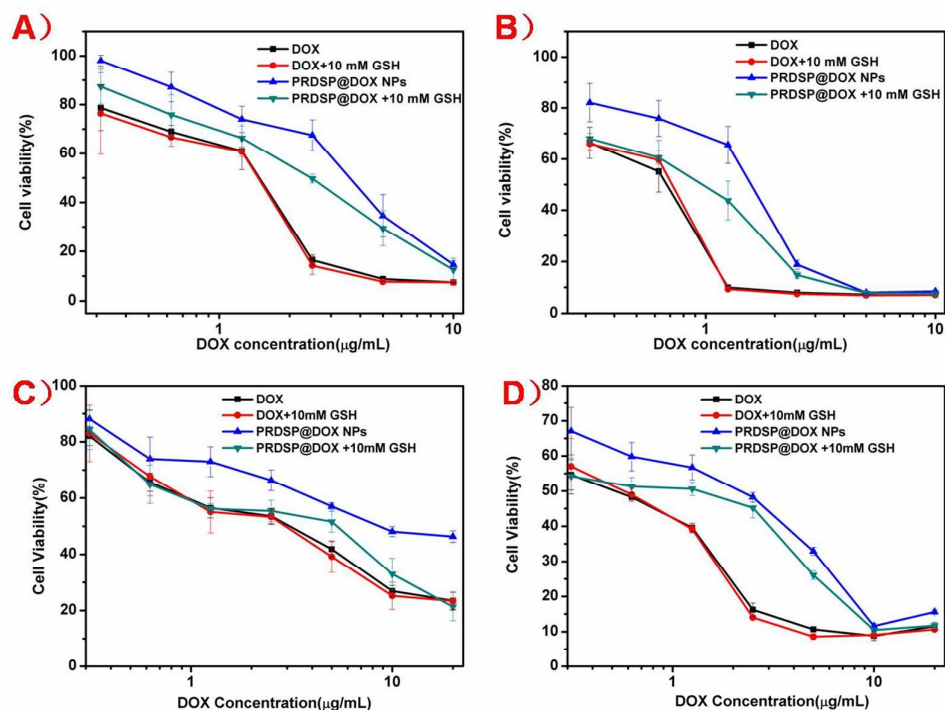 A)
DOX
DOX+10 mM GSH
PRDSP@DOX NPs
PRDSP@DOX +10 mM GSH
100
80
60
40
20
0
Cell viability(%)
1
10
DOX concentration(μg/mL)
B)
DOX
DOX+10 mM GSH
PRDSP@DOX NPs
PRDSP@DOX +10 mM GSH
100
80
60
40
20
0
Cell viability (%)
1
10
DOX concentration(μg/mL)
C)
DOX
DOX+10mM GSH
PRDSP@DOX NPs
PRDSP@DOX +10mM GSH
100
80
60
40
20
0
Cell Viability(%)
1
10
DOX Concentration(μg/mL)
D)
DOX
DOX+10mM GSH
PRDSP@DOX NPs
PRDSP@DOX +10mM GSH
80
70
60
50
40
30
20
10
0
Cell Viability(%)
1
10
DOX Concentration(μg/mL)